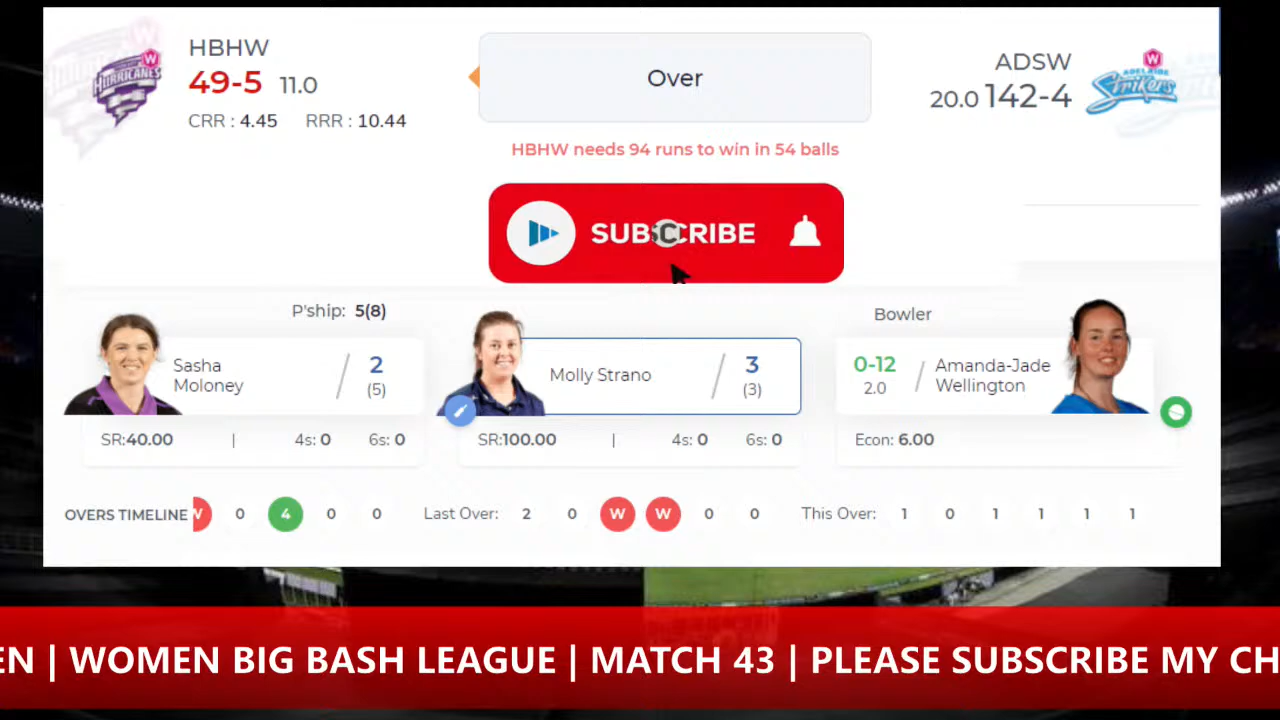 HBHW
49-5 11.0
CRR : 4.45 RRR : 10.44
Over
HBHW needs 94 runs to win in 54 balls
ADSW
20.0 142-4
W
HURRICANES
W
ADELAIDE
Strikers
SUBSCRIBE
P'ship: 5(8)
Sasha
Moloney
2
(5)
SR:40.00 | 4s: 0 6s: 0
Molly Strano
3
(3)
SR:100.00 | 4s: 0 6s: 0
Bowler
0-12
2.0
Amanda-Jade
Wellington
Econ: 6.00
OVERS TIMELINE W 0 4 0 0 Last Over: 2 0 W W 0 0 This Over: 1 0 1 1 1 1
EN | WOMEN BIG BASH LEAGUE | MATCH 43 | PLEASE SUBSCRIBE MY CH